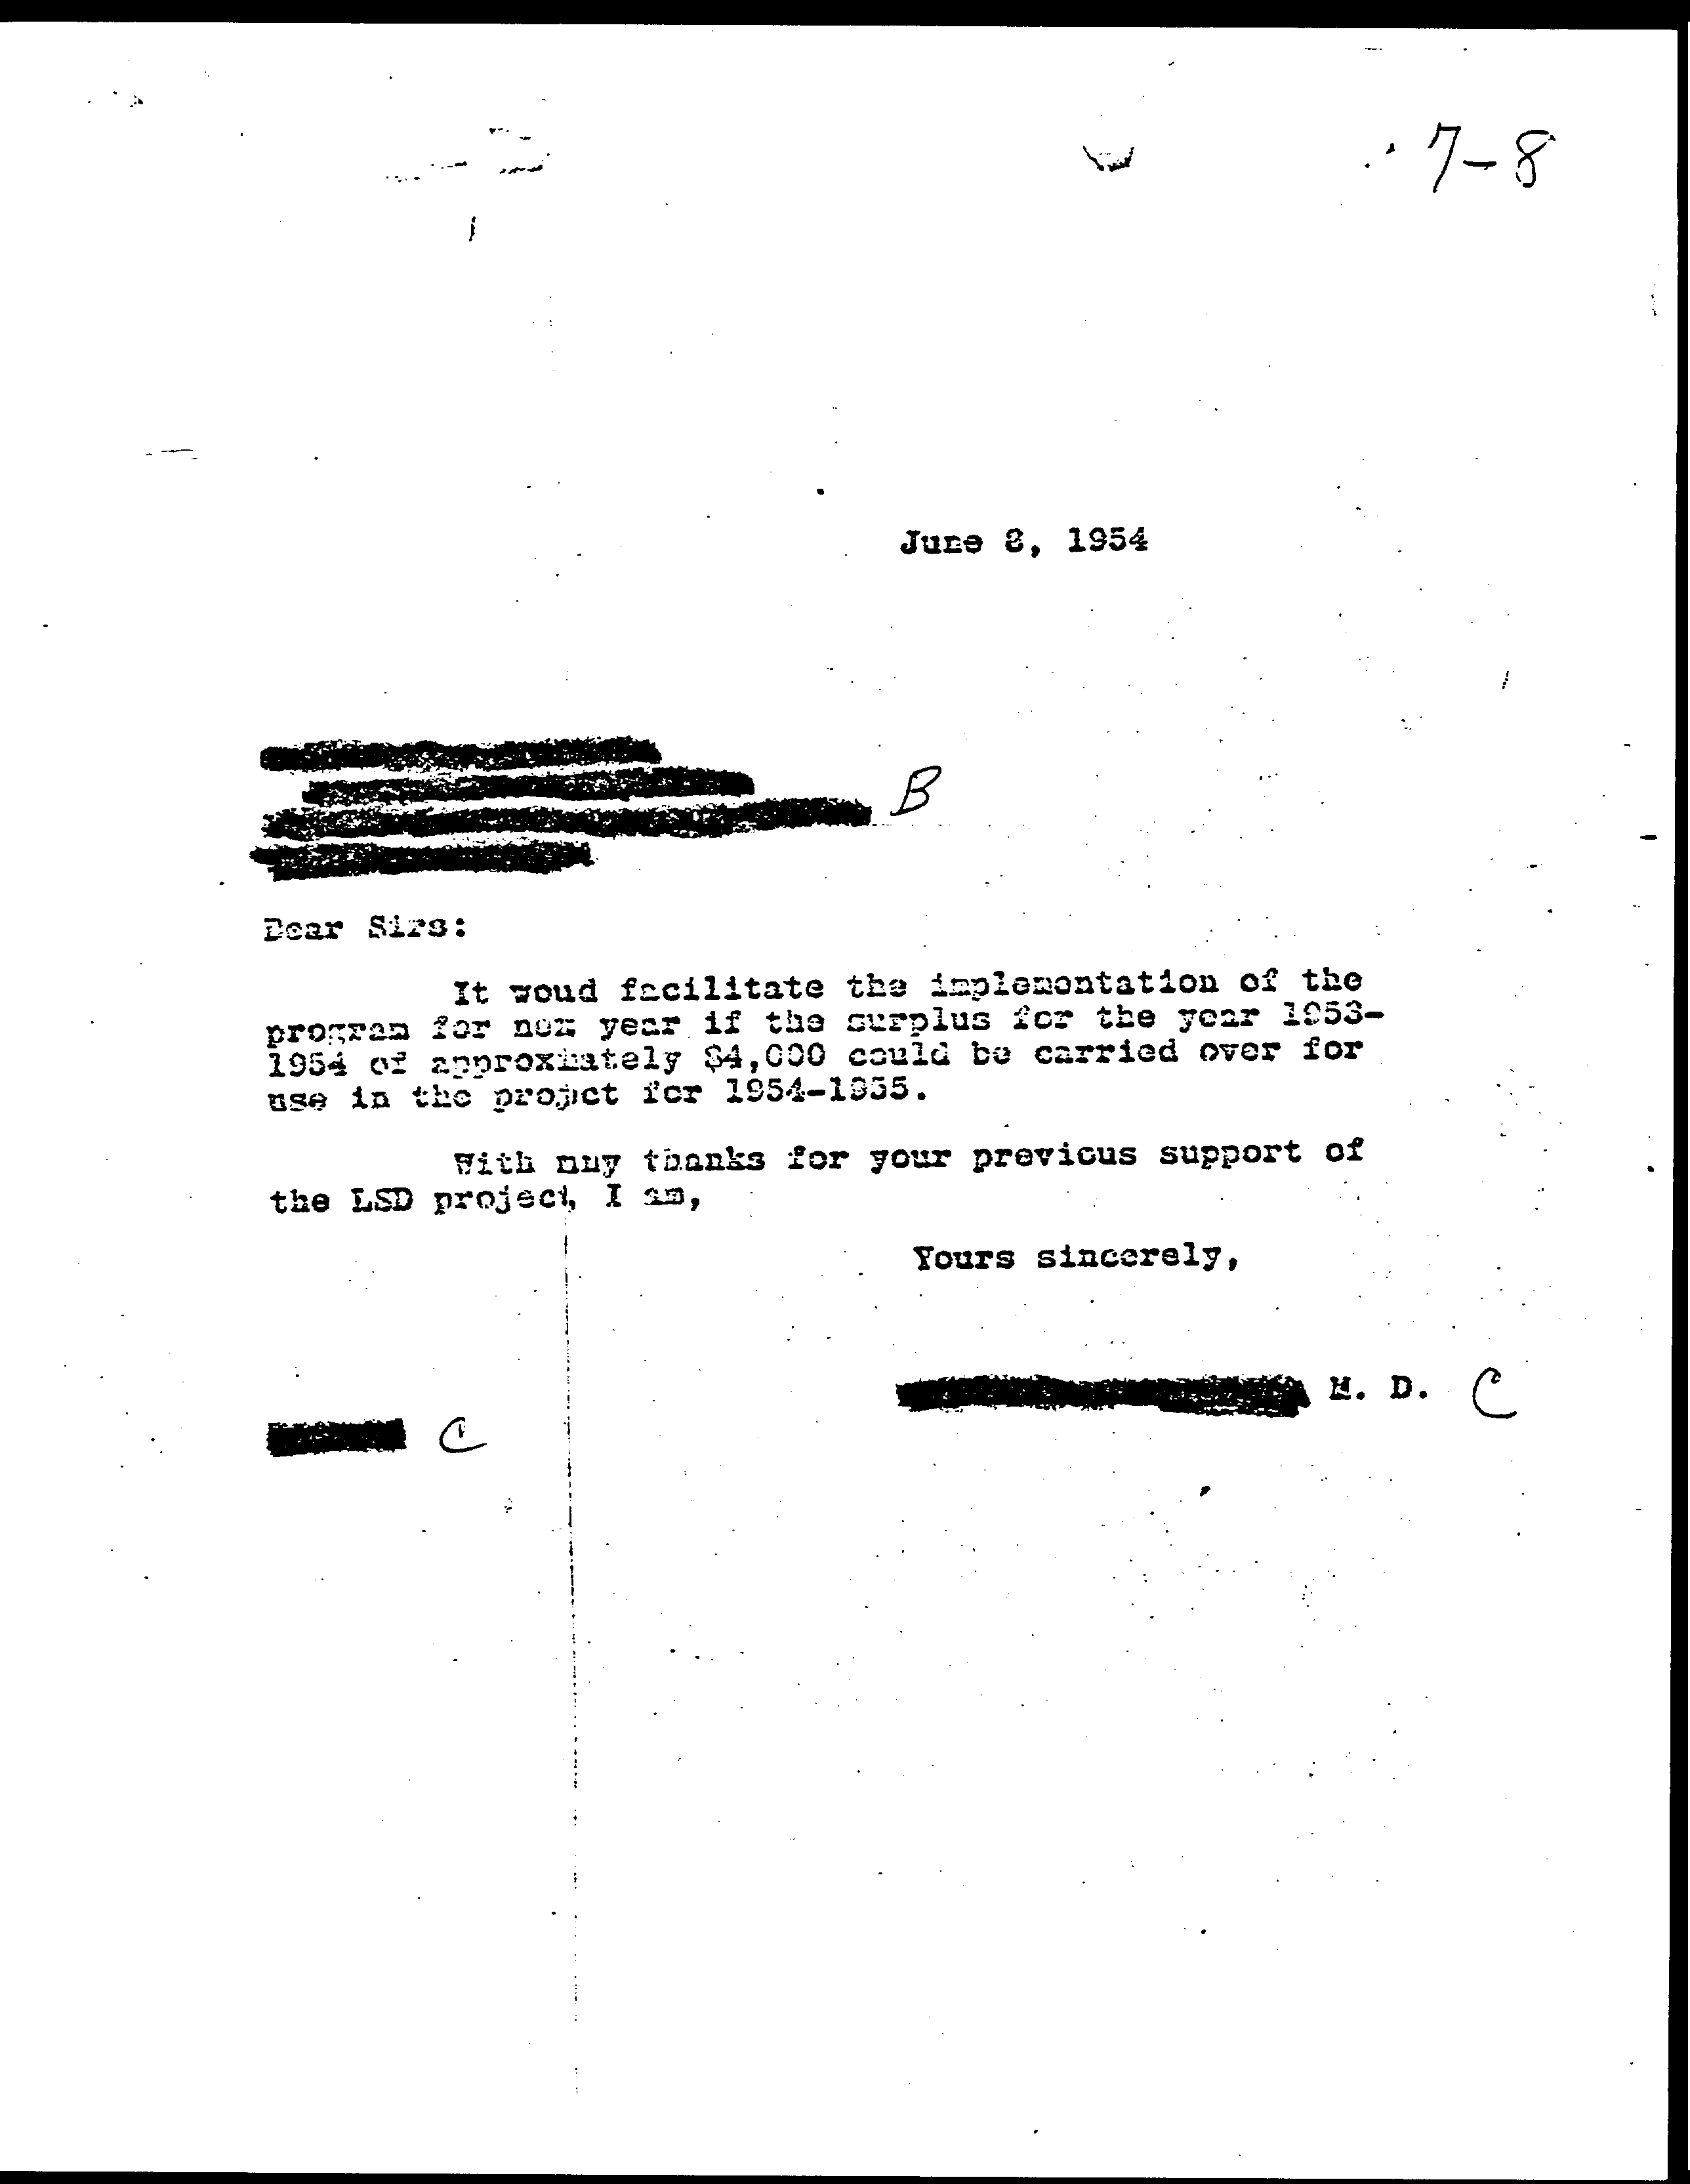 7-8
June 8, 1954
B
Dear Sirs:
It woud facilitate the implementation of the
program for nex year if the surplus for the year 1953-
1954 of approximately $4,000 could be carried over for
use in the project for 1954-1955.
With mny thanks for your previous support of
the LSD project, I am,
Yours sincerely,
M. D. C
C